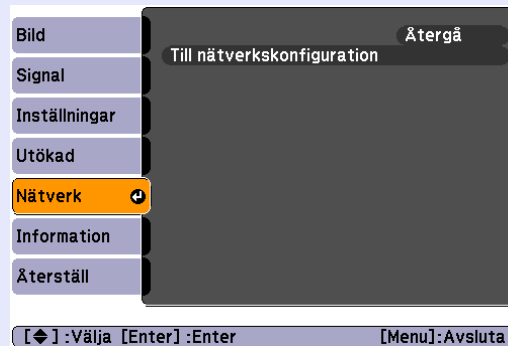 Bild
Signal
Inställningar
Utökad
Nätverk
Information
Återställ
Återgå
Till nätverkskonfiguration
[◆] :Välja [Enter] :Enter [Menu]:Avsluta